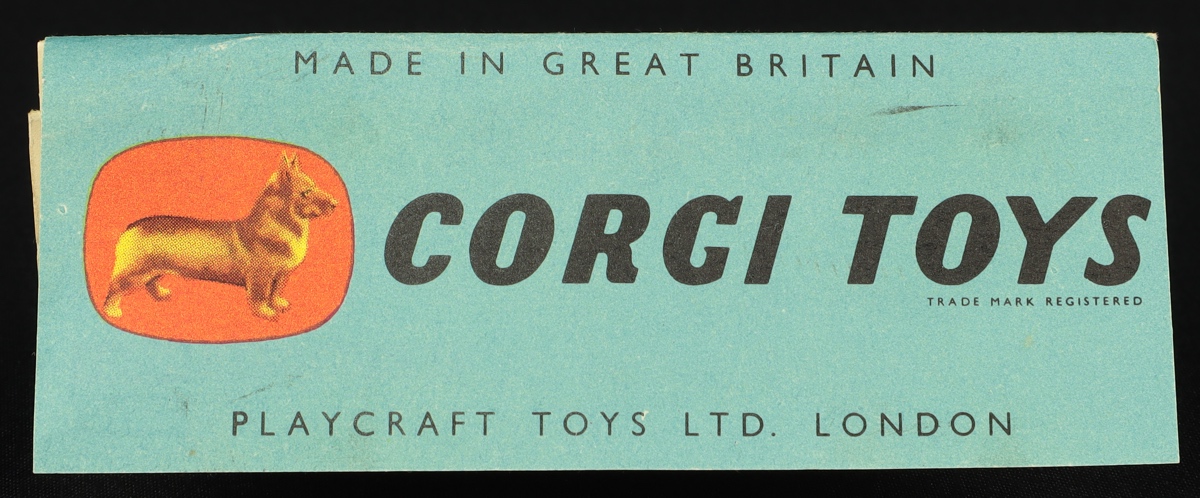 MADE IN GREAT BRITAIN
CORGI TOYS
TRADE MARK REGISTERED
PLAYCRAFT TOYS LTD. LONDON